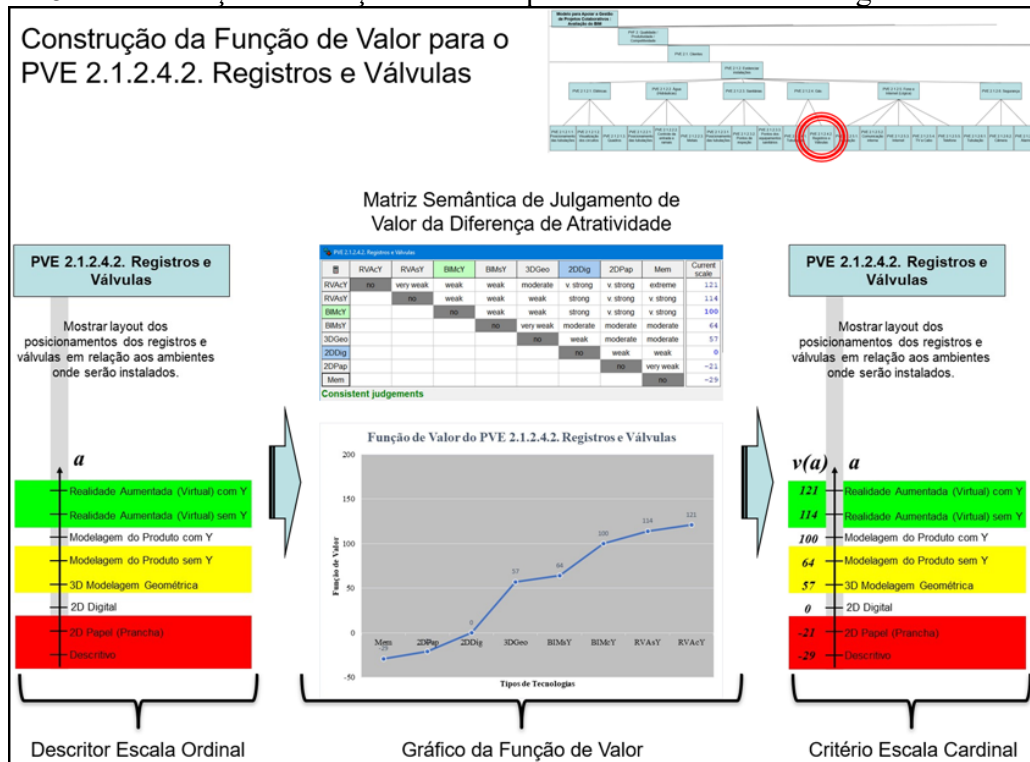 Construção da Função de Valor para o
PVE 2.1.2.4.2. Registros e Válvulas
Modelo para Apoiar a Gestão
de Projetos Colaborativos -
Avaliação do BIM
Matriz Semântica de Julgamento de
Valor da Diferença de Atratividade
PVE 2.1.2.4.2. Registros e
Válvulas
Mostrar layout dos
posicionamentos dos registros e
válvulas em relação aos ambientes
onde serão instalados.
a
Realidade Aumentada (Virtual) com Y
Realidade Aumentada (Virtual) sem Y
Modelagem do Produto com Y
Modelagem do Produto sem Y
3D Modelagem Geométrica
2D Digital
2D Papel (Prancha)
Descritivo
Descritor Escala Ordinal
PVE 2.1.2.4.2. Registros e Válvulas
RVAcY RVAsY BIMcY BIMsY 3DGeo 2DDig 2DPap Mem Current scale
RVAcY no very weak weak weak moderate v. strong v. strong extreme 121
RVAsY no weak weak weak strong v. strong v. strong 114
BIMcY no weak weak strong v. strong v. strong 100
BIMsY no very weak moderate moderate moderate 64
3DGeo no weak moderate moderate 57
2DDig no weak weak 0
2DPap no very weak -21
Mem no -29
Consistent judgements
Função de Valor do PVE 2.1.2.4.2. Registros e Válvulas
Função de Valor
200
150
100
50
0
-50
-29
0
57
64
100
114
121
Mem 2DPap 2DDig 3DGeo BIMsY BIMcY RVAsY RVAcY
Tipos de Tecnologias
Gráfico da Função de Valor
PVE 2.1.2.4.2. Registros e
Válvulas
Mostrar layout dos
posicionamentos dos registros e
válvulas em relação aos ambientes
onde serão instalados.
v(a) a
121 Realidade Aumentada (Virtual) com Y
114 Realidade Aumentada (Virtual) sem Y
100 Modelagem do Produto com Y
64 Modelagem do Produto sem Y
57 3D Modelagem Geométrica
0 2D Digital
-21 2D Papel (Prancha)
-29 Descritivo
Critério Escala Cardinal